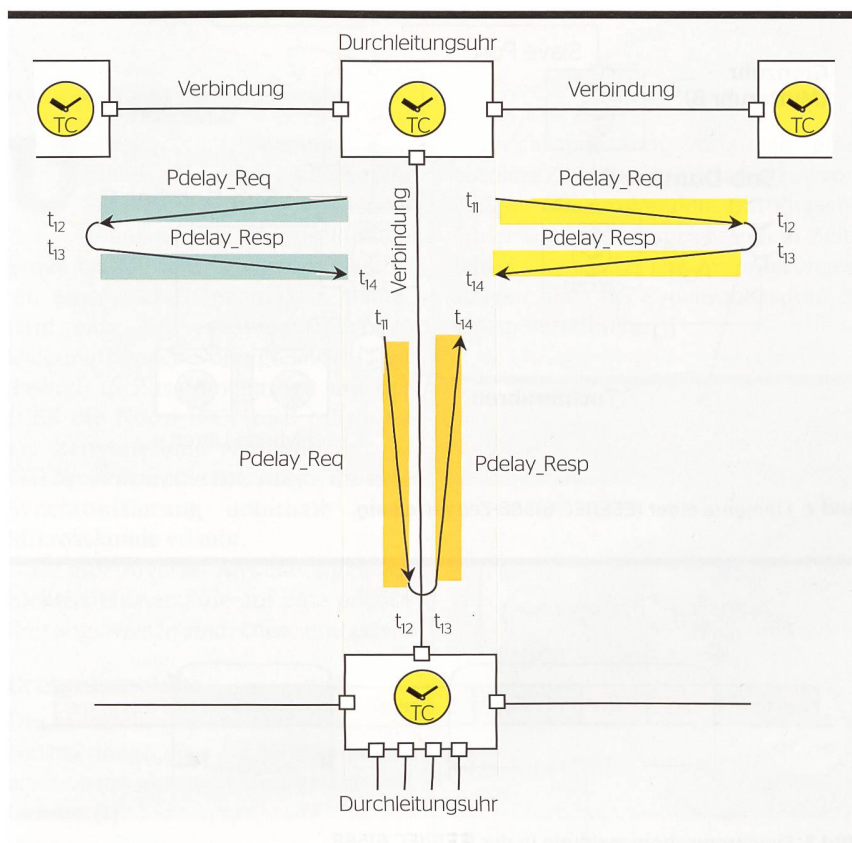 Durchleitungsuhr
Verbindung
Verbindung
TC
TC
TC
Pdelay_Req
Pdelay_Req
t12
t11
t12
t13
Pdelay_Resp
Verbindung
Pdelay_Resp
t13
t14
t14
t11
t14
Pdelay_Req
Pdelay_Resp
t12
t13
TC
Durchleitungsuhr